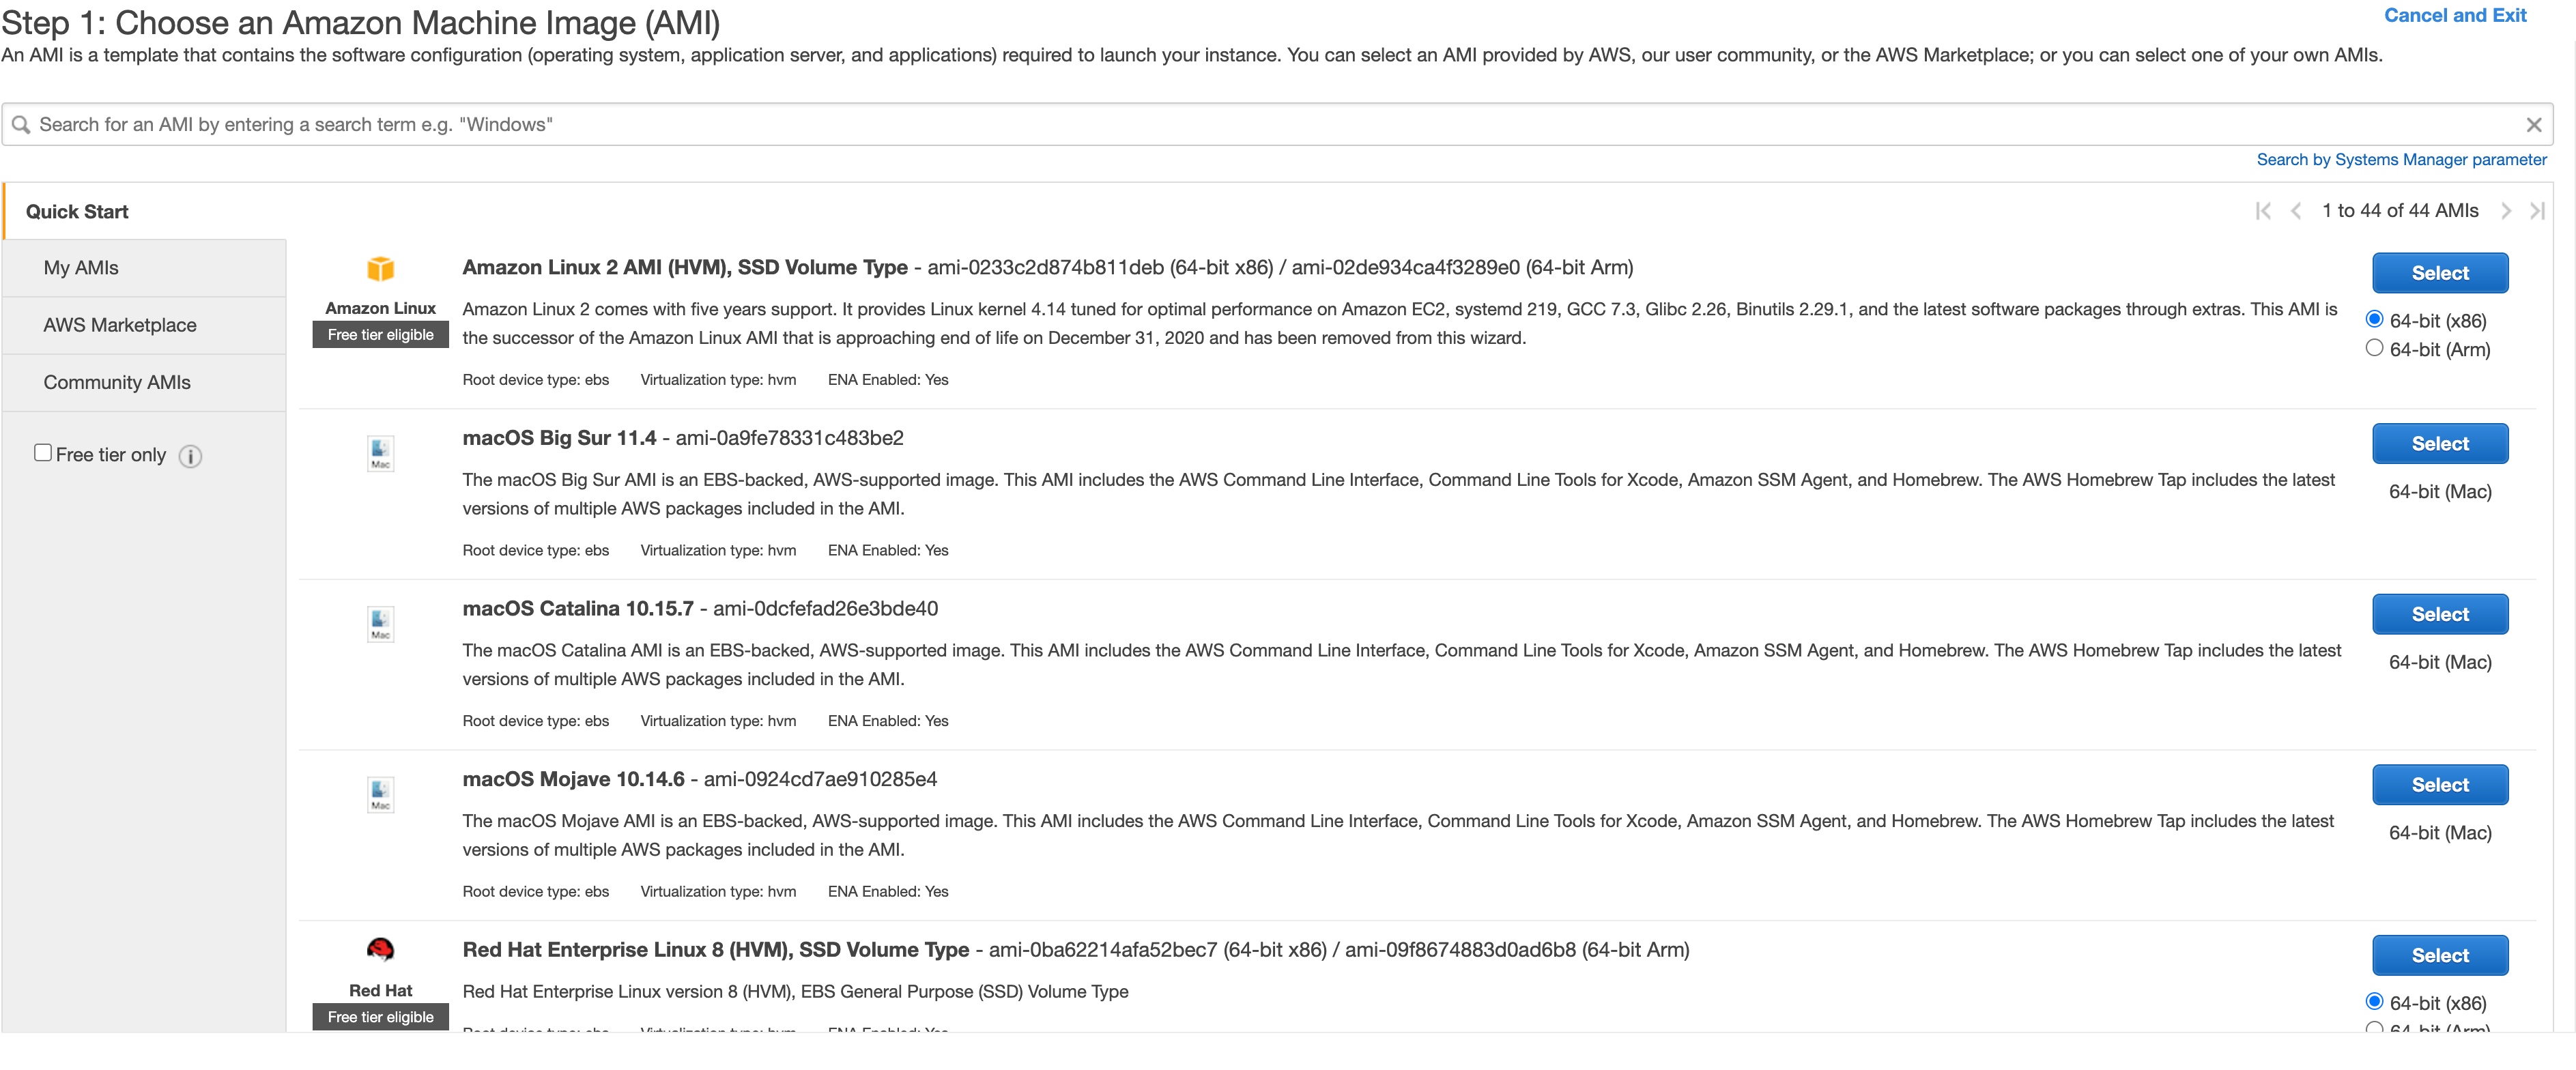 Step 1: Choose an Amazon Machine Image (AMI)
Cancel and Exit
An AMI is a template that contains the software configuration (operating system, application server, and applications) required to launch your instance. You can select an AMI provided by AWS, our user community, or the AWS Marketplace; or you can select one of your own AMIs.
Search for an AMI by entering a search term e.g. "Windows"
Search by Systems Manager parameter
Quick Start
1 to 44 of 44 AMIs
My AMIs
AWS Marketplace
Community AMIs
Free tier only
Amazon Linux
Free tier eligible
Amazon Linux 2 AMI (HVM), SSD Volume Type - ami-0233c2d874b811deb (64-bit x86) / ami-02de934ca4f3289e0 (64-bit Arm)
Amazon Linux 2 comes with five years support. It provides Linux kernel 4.14 tuned for optimal performance on Amazon EC2, systemd 219, GCC 7.3, Glibc 2.26, Binutils 2.29.1, and the latest software packages through extras. This AMI is
the successor of the Amazon Linux AMI that is approaching end of life on December 31, 2020 and has been removed from this wizard.
Root device type: ebs Virtualization type: hvm ENA Enabled: Yes
Select
64-bit (x86)
64-bit (Arm)
Mac
macOS Big Sur 11.4 - ami-0a9fe78331c483be2
The macOS Big Sur AMI is an EBS-backed, AWS-supported image. This AMI includes the AWS Command Line Interface, Command Line Tools for Xcode, Amazon SSM Agent, and Homebrew. The AWS Homebrew Tap includes the latest
versions of multiple AWS packages included in the AMI.
Root device type: ebs Virtualization type: hvm ENA Enabled: Yes
Select
64-bit (Mac)
Mac
macOS Catalina 10.15.7 - ami-0dcfefad26e3bde40
The macOS Catalina AMI is an EBS-backed, AWS-supported image. This AMI includes the AWS Command Line Interface, Command Line Tools for Xcode, Amazon SSM Agent, and Homebrew. The AWS Homebrew Tap includes the latest
versions of multiple AWS packages included in the AMI.
Root device type: ebs Virtualization type: hvm ENA Enabled: Yes
Select
64-bit (Mac)
Mac
macOS Mojave 10.14.6 - ami-0924cd7ae910285e4
The macOS Mojave AMI is an EBS-backed, AWS-supported image. This AMI includes the AWS Command Line Interface, Command Line Tools for Xcode, Amazon SSM Agent, and Homebrew. The AWS Homebrew Tap includes the latest
versions of multiple AWS packages included in the AMI.
Root device type: ebs Virtualization type: hvm ENA Enabled: Yes
Select
64-bit (Mac)
Red Hat
Free tier eligible
Red Hat Enterprise Linux 8 (HVM), SSD Volume Type - ami-0ba62214afa52bec7 (64-bit x86) / ami-09f8674883d0ad6b8 (64-bit Arm)
Red Hat Enterprise Linux version 8 (HVM), EBS General Purpose (SSD) Volume Type
Root device type: ebs Virtualization type: hvm ENA Enabled: Yes
Select
64-bit (x86)
64-bit (Arm)